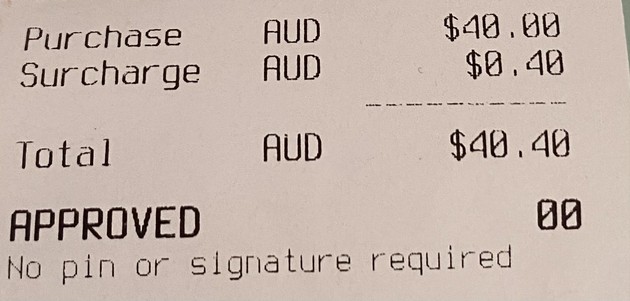 Purchase AUD $40.00
Surcharge AUD $0.40
Total AUD $40.40
APPROVED 00
No pin or signature required